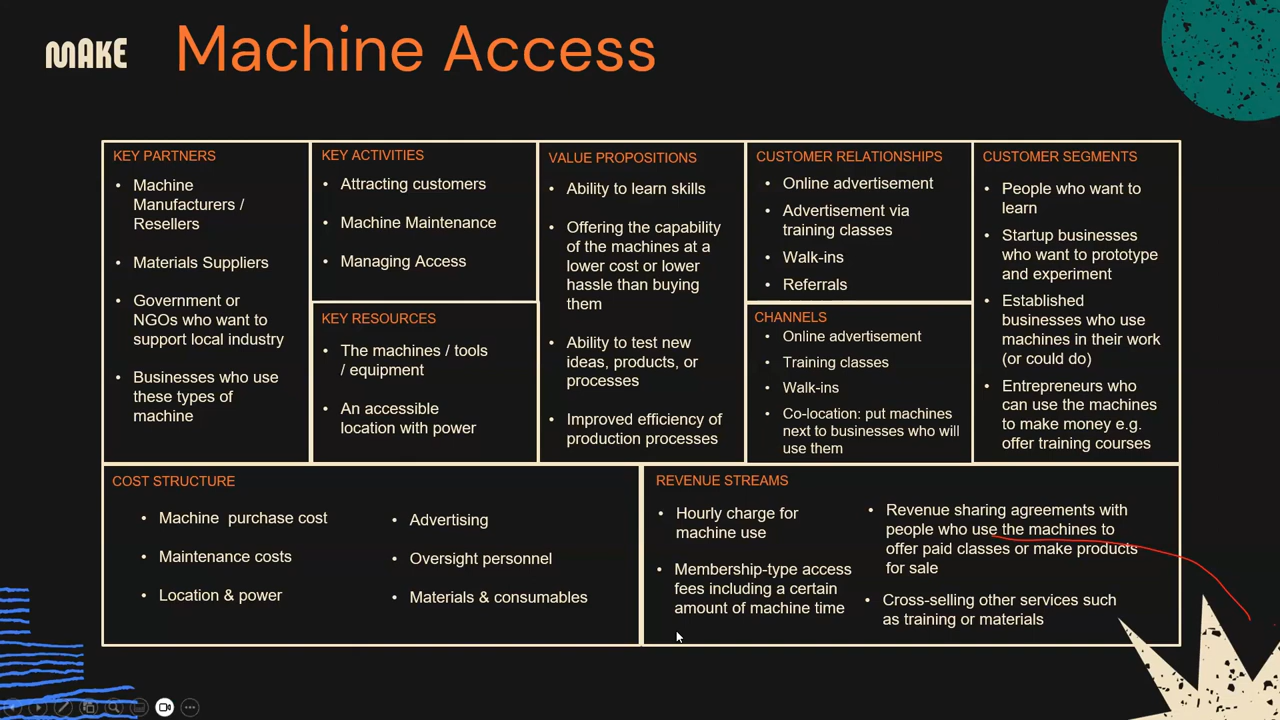 MAKE
Machine Access
KEY PARTNERS
• Machine
Manufacturers /
Resellers
• Materials Suppliers
• Government or
NGOs who want to
support local industry
• Businesses who use
these types of
machine
KEY ACTIVITIES
• Attracting customers
• Machine Maintenance
• Managing Access
KEY RESOURCES
• The machines / tools
/ equipment
• An accessible
location with power
VALUE PROPOSITIONS
• Ability to learn skills
• Offering the capability
of the machines at a
lower cost or lower
hassle than buying
them
• Ability to test new
ideas, products, or
processes
• Improved efficiency of
production processes
CUSTOMER RELATIONSHIPS
• Online advertisement
• Advertisement via
training classes
• Walk-ins
• Referrals
CHANNELS
• Online advertisement
• Training classes
• Walk-ins
• Co-location: put machines
next to businesses who will
use them
CUSTOMER SEGMENTS
• People who want to
learn
• Startup businesses
who want to prototype
and experiment
• Established
businesses who use
machines in their work
(or could do)
• Entrepreneurs who
can use the machines
to make money e.g.
offer training courses
COST STRUCTURE
• Machine purchase cost
• Maintenance costs
• Location & power
• Advertising
• Oversight personnel
• Materials & consumables
REVENUE STREAMS
• Hourly charge for
machine use
• Membership-type access
fees including a certain
amount of machine time
• Revenue sharing agreements with
people who use the machines to
offer paid classes or make products
for sale
• Cross-selling other services such
as training or materials